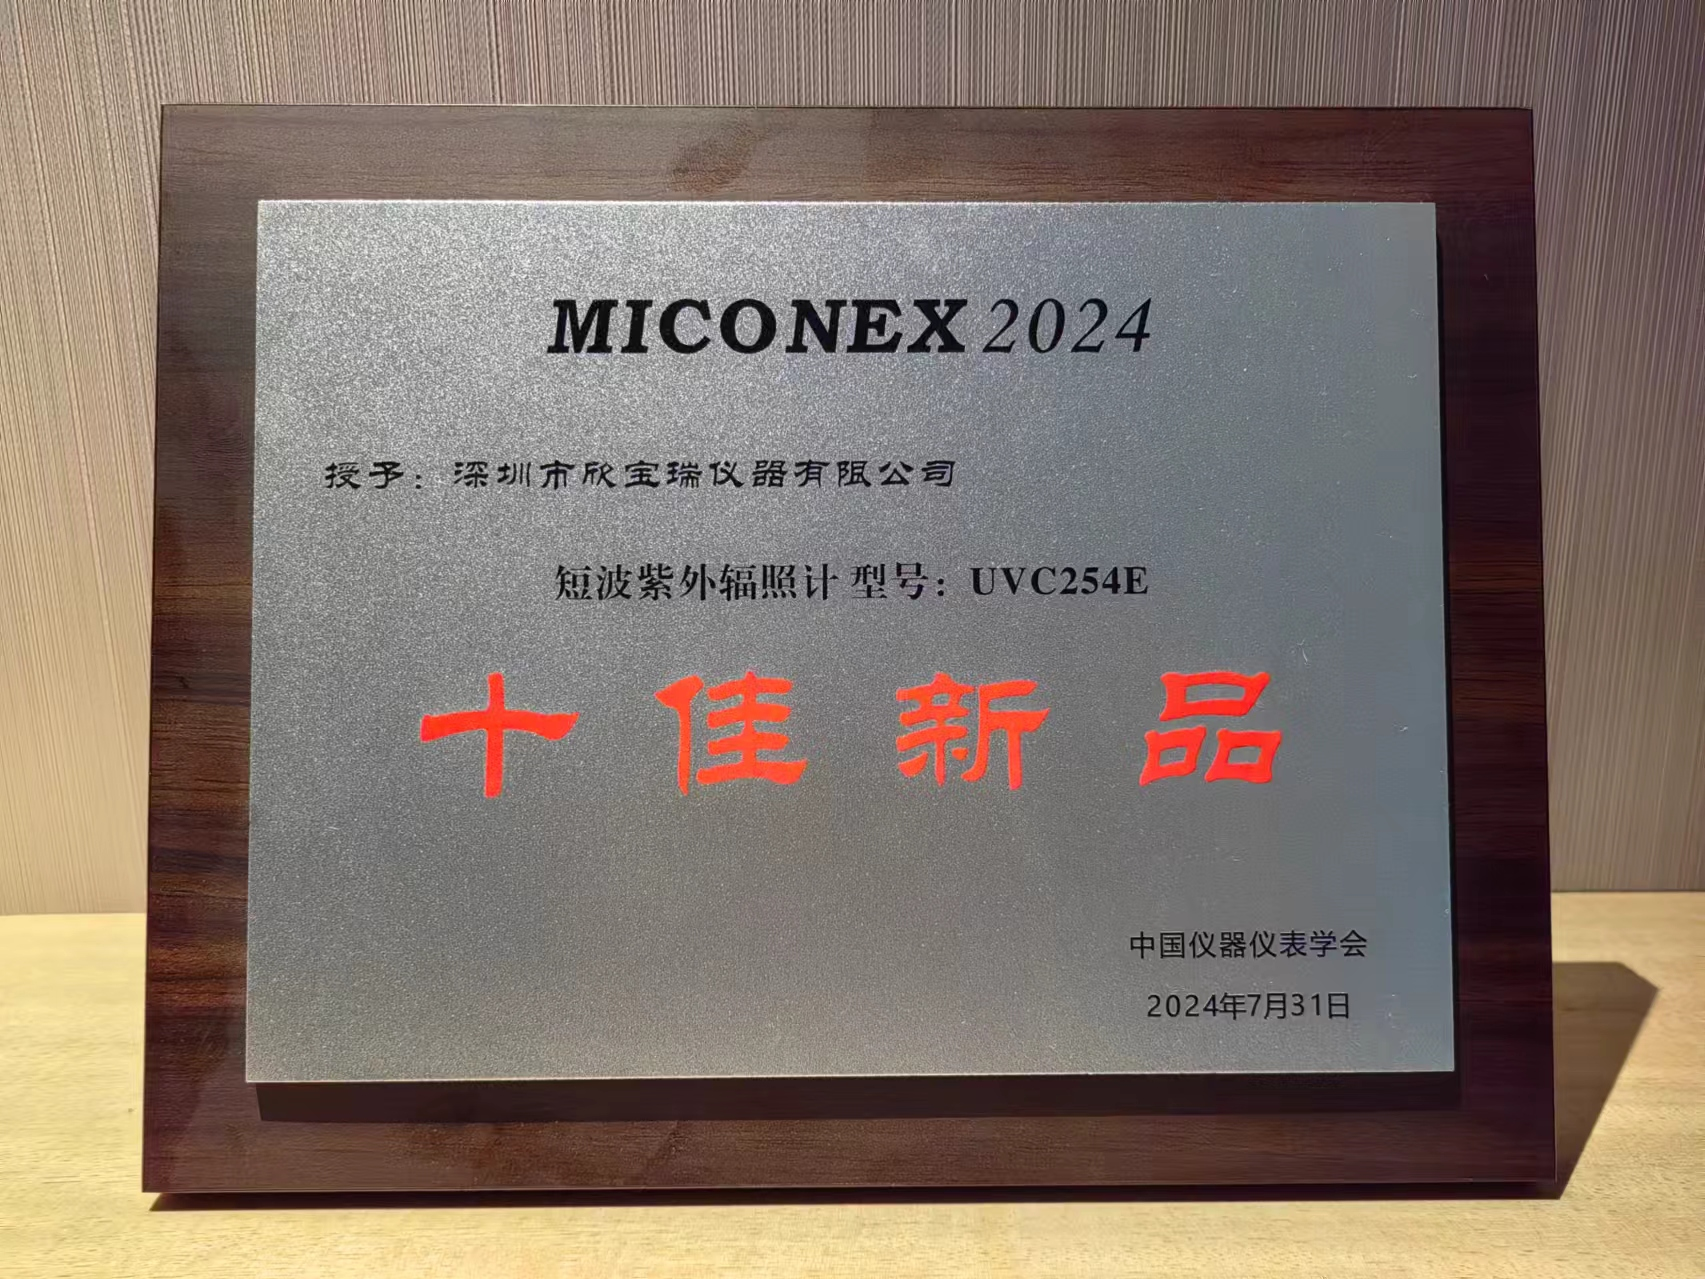 MICONEX 2024
授予：深圳市欣宝瑞仪器有限公司
短波紫外辐照计 型号：UVC254E
十佳新品
中国仪器仪表学会
2024年7月31日